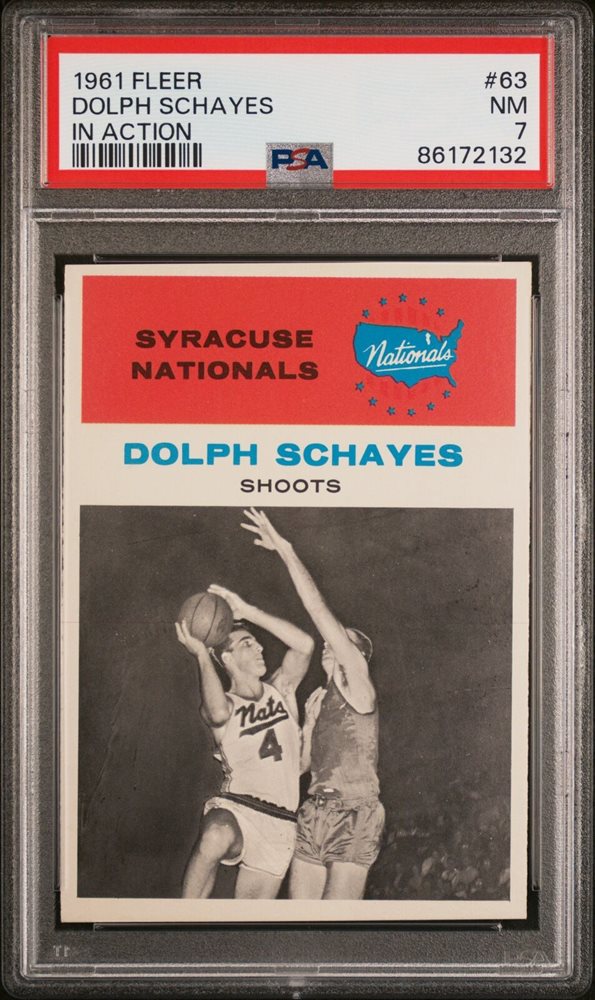 1961 FLEER #63
DOLPH SCHAYES NM
IN ACTION 7
PSA 86172132
SYRACUSE
NATIONALS
Nationals
DOLPH SCHAYES
SHOOTS
Nats
4